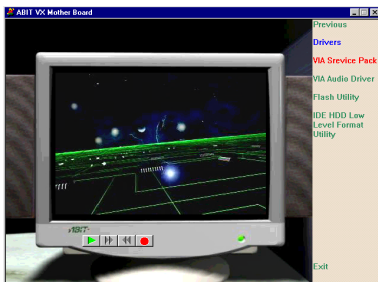 ABIT VX Mother Board
Previous
Drivers
VIA Srevice Pack
VIA Audio Driver
Flash Utility
IDE HDD Low
Level Format
Utility
ABIT
Exit